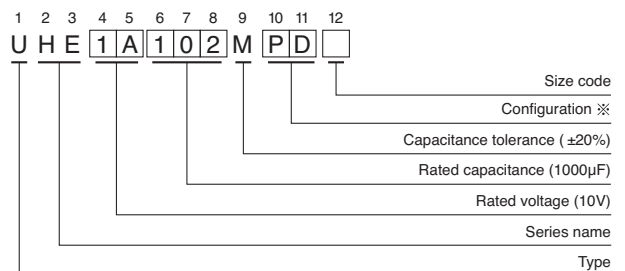 1 2 3 4 5 6 7 8 9 10 11 12
U H E 1 A 1 0 2 M P D
Size code
Configuration ※
Capacitance tolerance ( ±20%)
Rated capacitance (1000µF)
Rated voltage (10V)
Series name
Type